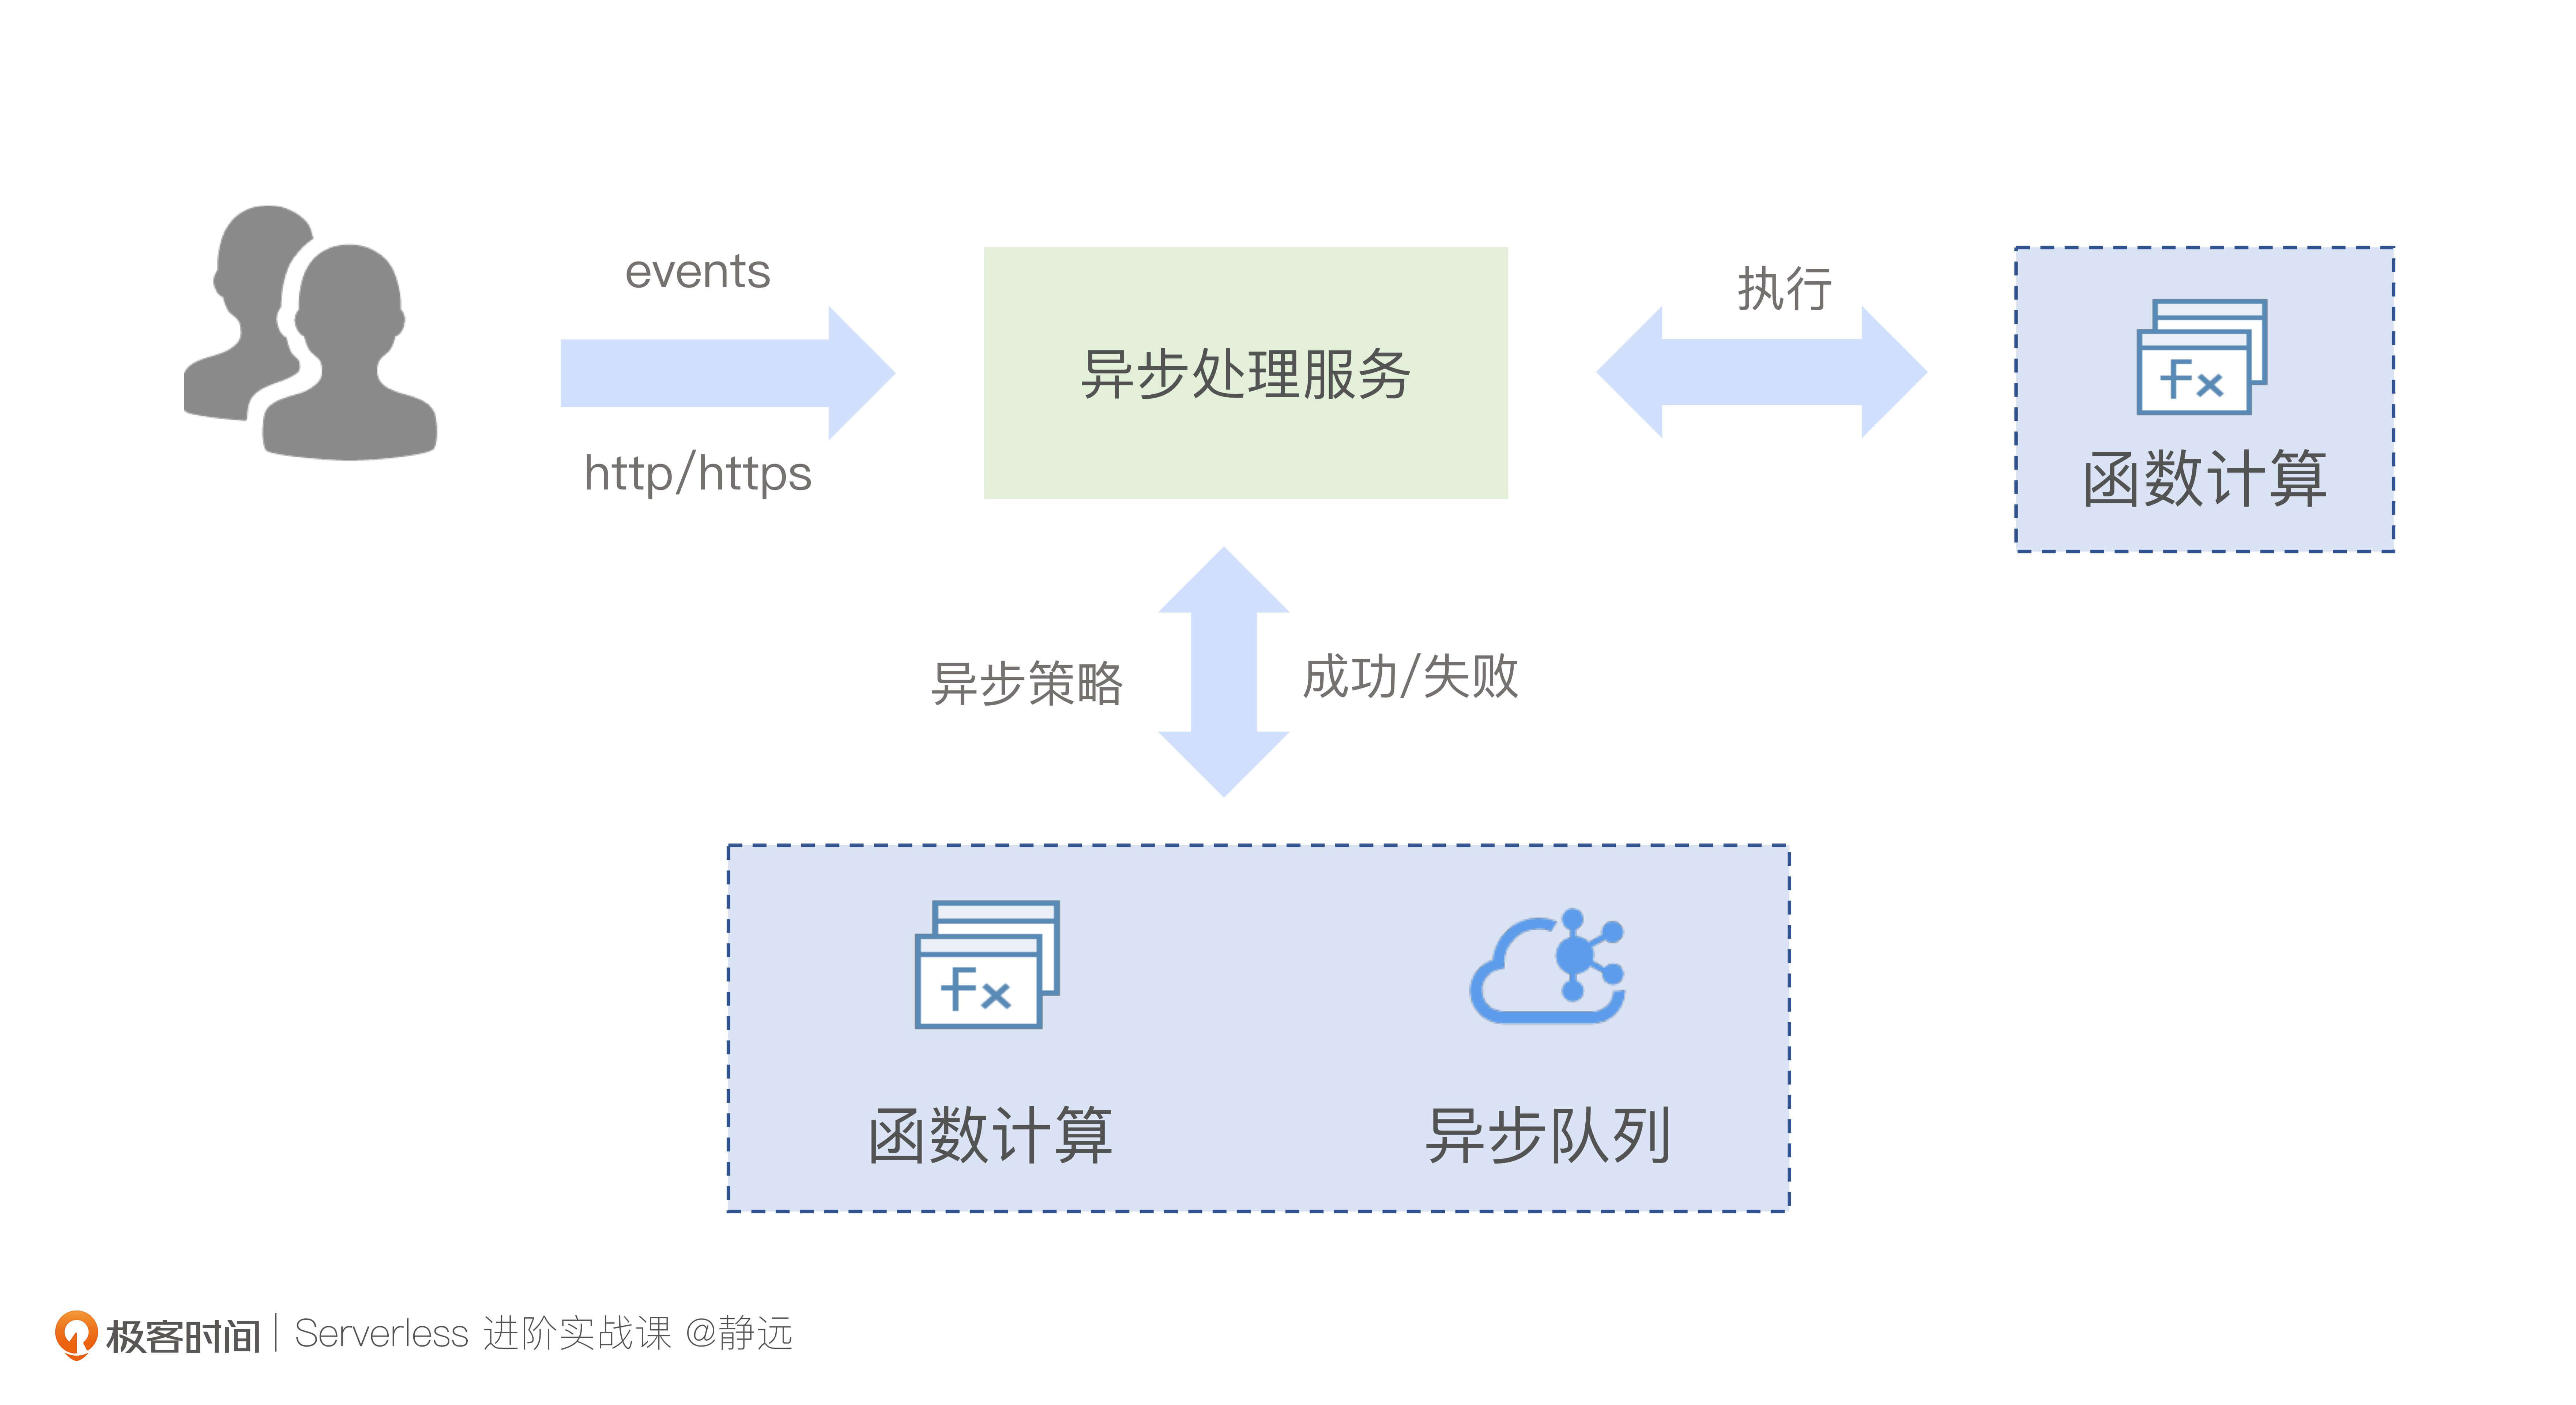 events
http/https
异步处理服务
执行
Fx
函数计算
异步策略
成功/失败
Fx
函数计算
异步队列
极客时间 | Serverless 进阶实战课 @静远